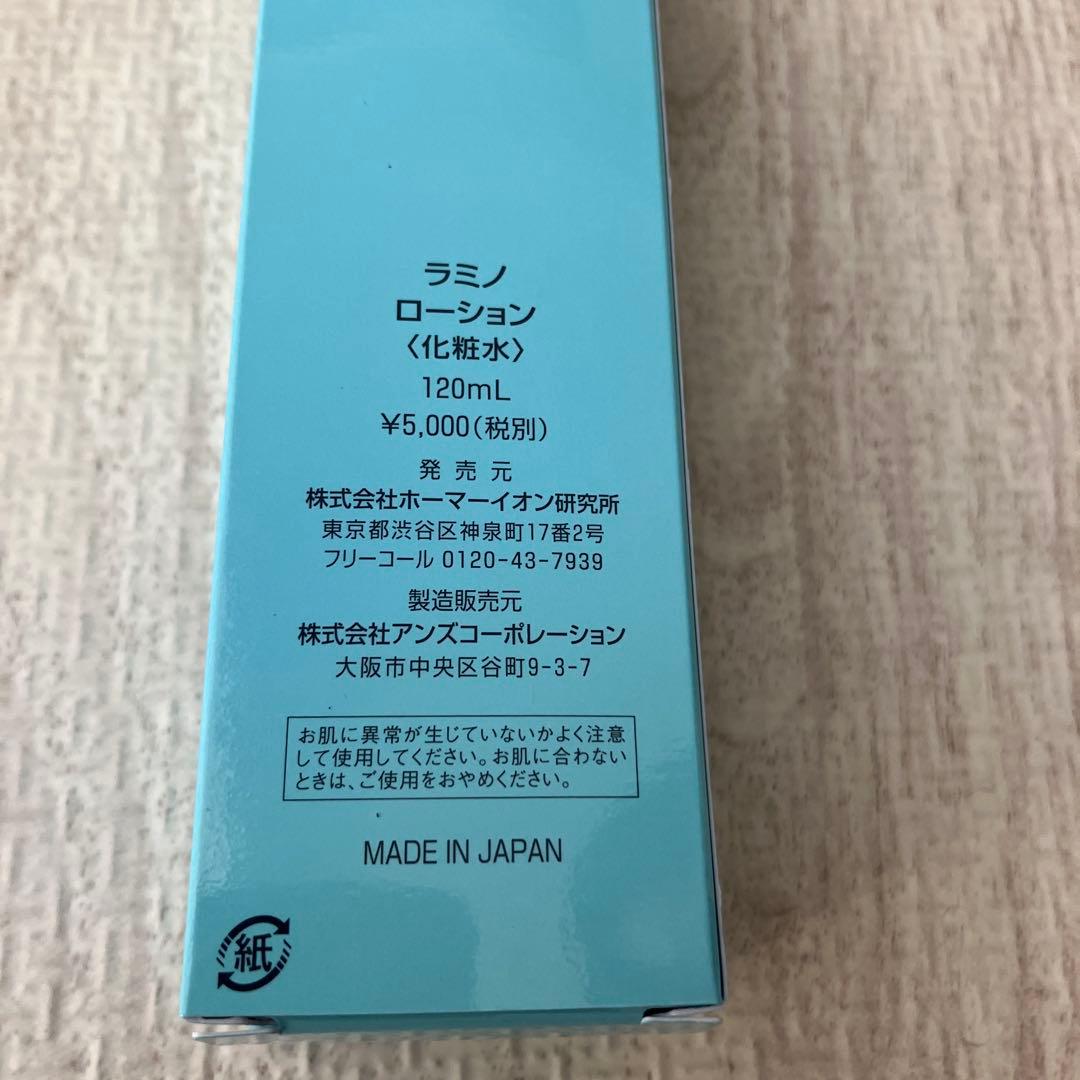 ラミノ
ローション
〈化粧水〉
120mL
¥5,000(税別)
発売元
株式会社ホーマーイオン研究所
東京都渋谷区神泉町17番2号
フリーコール 0120-43-7939
製造販売元
株式会社アンズコーポレーション
大阪市中央区谷町9-3-7
お肌に異常が生じていないかよく注意
して使用してください。お肌に合わない
ときは、ご使用をおやめください。
MADE IN JAPAN
紙